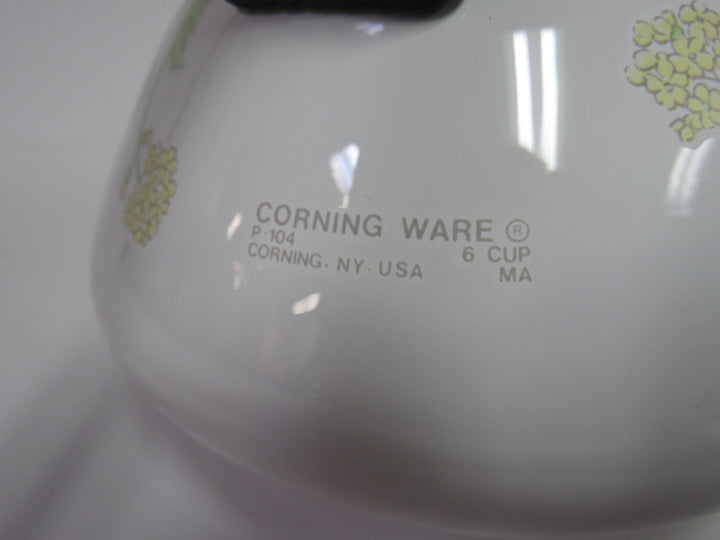 CORNING WARE ®
P-104 6 CUP
CORNING. NY. USA MA